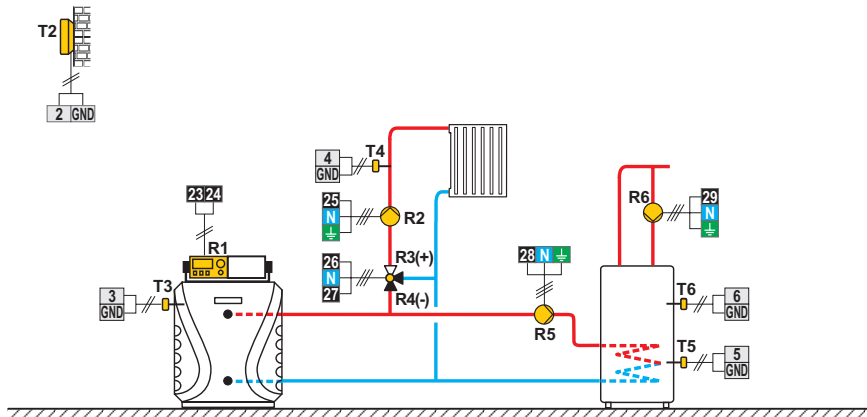 T2
2 GND
4
GND
T4
23 24
25
N
R2
R6
29
N
R1
R3(+)
26
N
27
28 N
R4(-)
3
GND
T3
T6
6
GND
R5
T5
5
GND